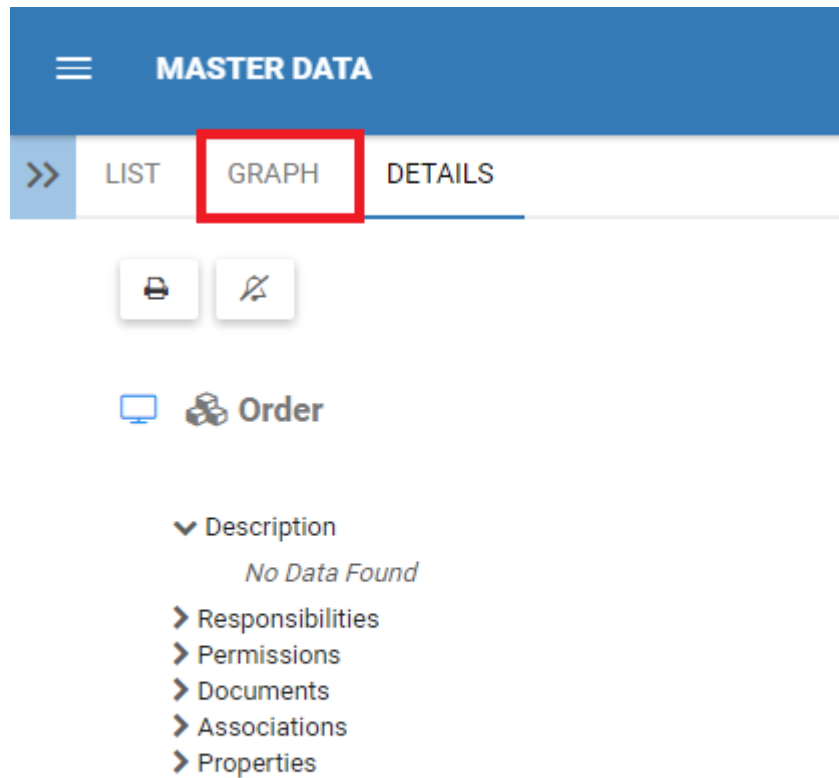 MASTER DATA
LIST GRAPH DETAILS
Order
Description
No Data Found
Responsibilities
Permissions
Documents
Associations
Properties